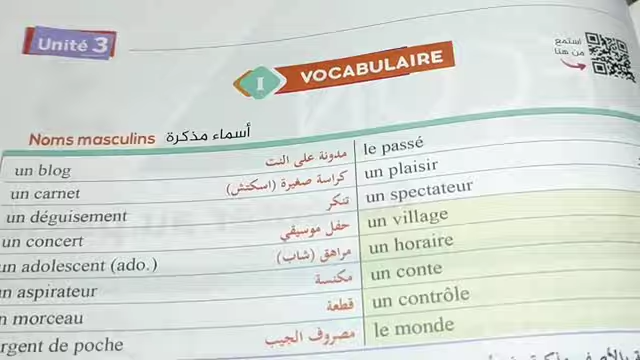 Unité 3
استمع
من هنا
I VOCABULAIRE
Noms masculins أسماء مذكرة
un blog مدونة على النت le passé
un carnet كراسة صغيرة (اسكتش) un plaisir
un déguisement تنكر un spectateur
un concert حفل موسيقي un village
un adolescent (ado.) مراهق (شاب) un horaire
un aspirateur مكنسة un conte
un morceau قطعة un contrôle
argent de poche مصروف الجيب le monde